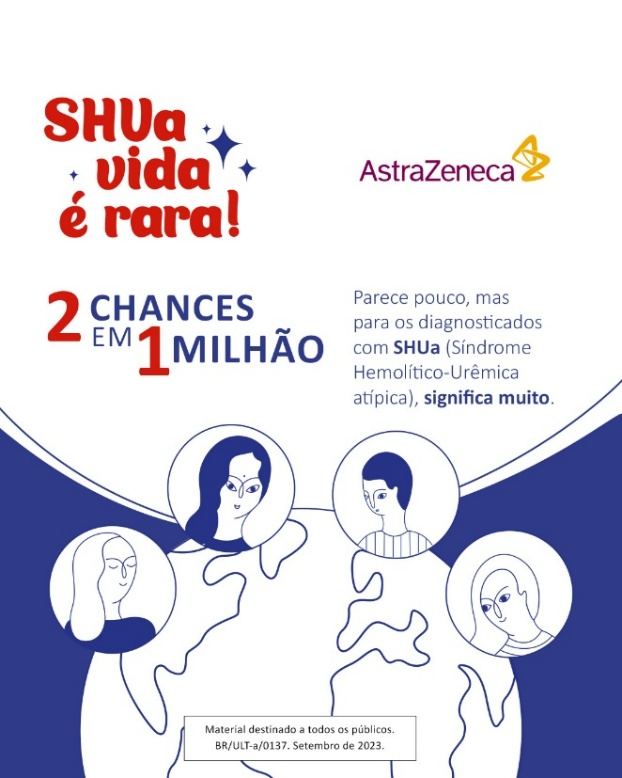 SHUa
vida
é rara!
AstraZeneca
2 CHANCES
EM 1 MILHÃO
Parece pouco, mas
para os diagnosticados
com SHUa (Síndrome
Hemolítico-Urêmica
atípica), significa muito.
Material destinado a todos os públicos.
BR/ULT-a/0137. Setembro de 2023.